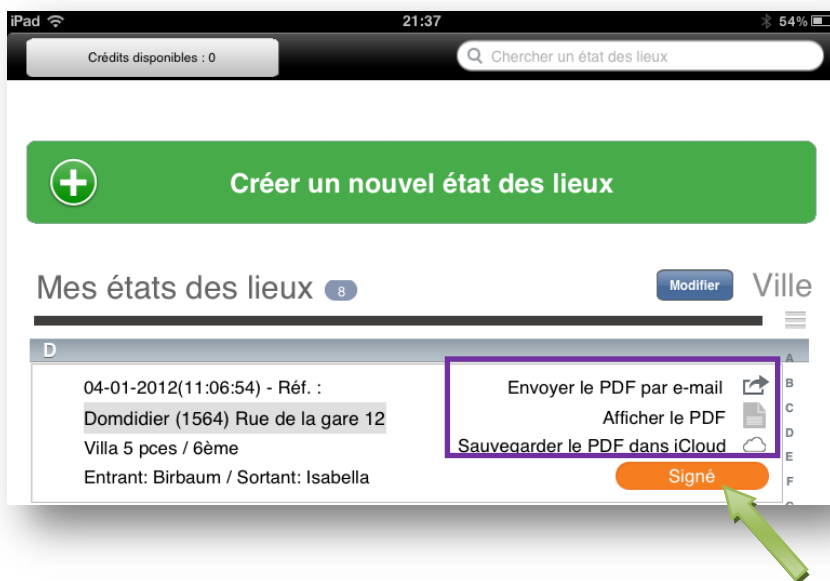 iPad 21:37 54%
Crédits disponibles : 0
Chercher un état des lieux
Créer un nouvel état des lieux
Mes états des lieux 8 Modifier Ville
D
04-01-2012(11:06:54) - Réf. : Envoyer le PDF par e-mail
Domdidier (1564) Rue de la gare 12 Afficher le PDF
Villa 5 pces / 6ème Sauvegarder le PDF dans iCloud
Entrant: Birbaum / Sortant: Isabella Signé
A
B
C
D
E
F